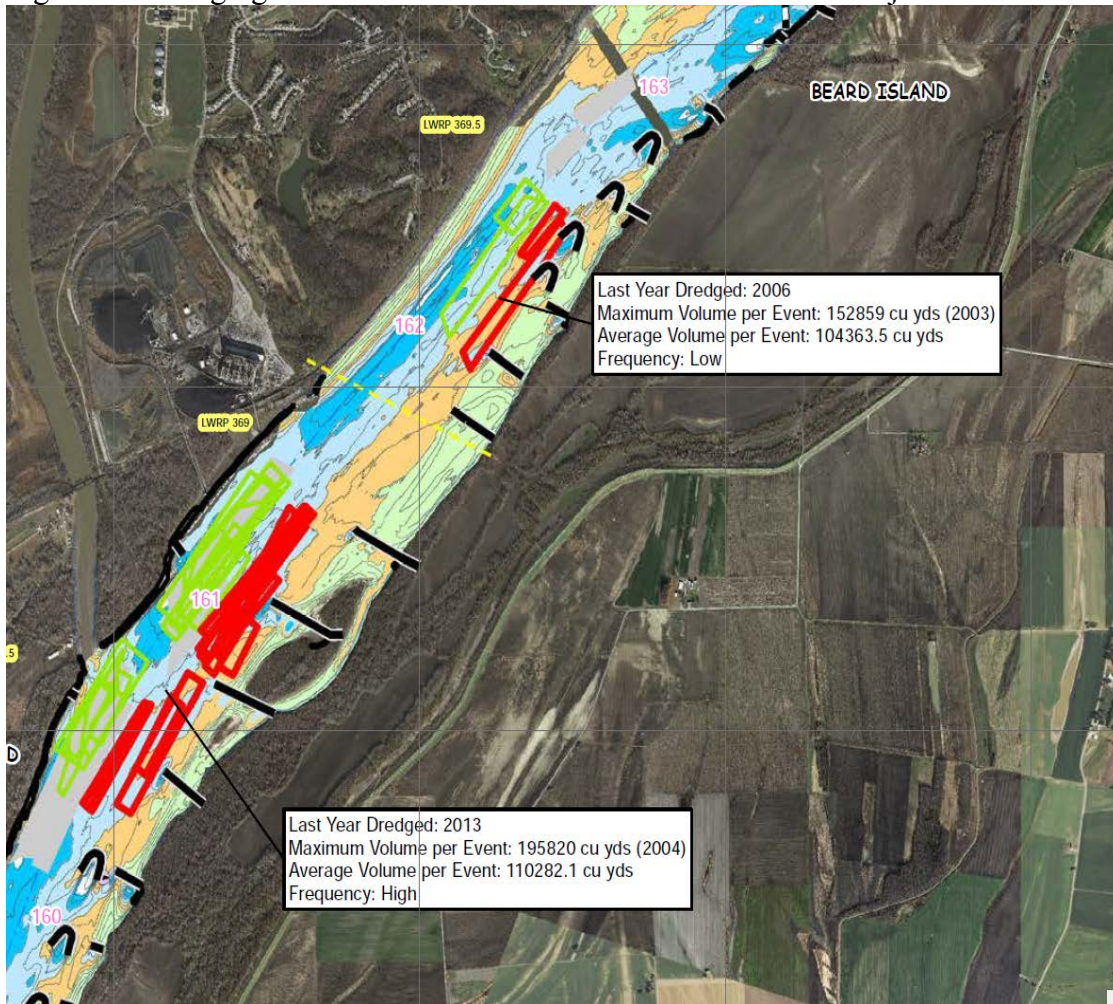 163
BEARD ISLAND
LWRP 369.5
Last Year Dredged: 2006
Maximum Volume per Event: 152859 cu yds (2003)
Average Volume per Event: 104363.5 cu yds
Frequency: Low
162
LWRP 369
161
.5
D
Last Year Dredged: 2013
Maximum Volume per Event: 195820 cu yds (2004)
Average Volume per Event: 110282.1 cu yds
Frequency: High
160